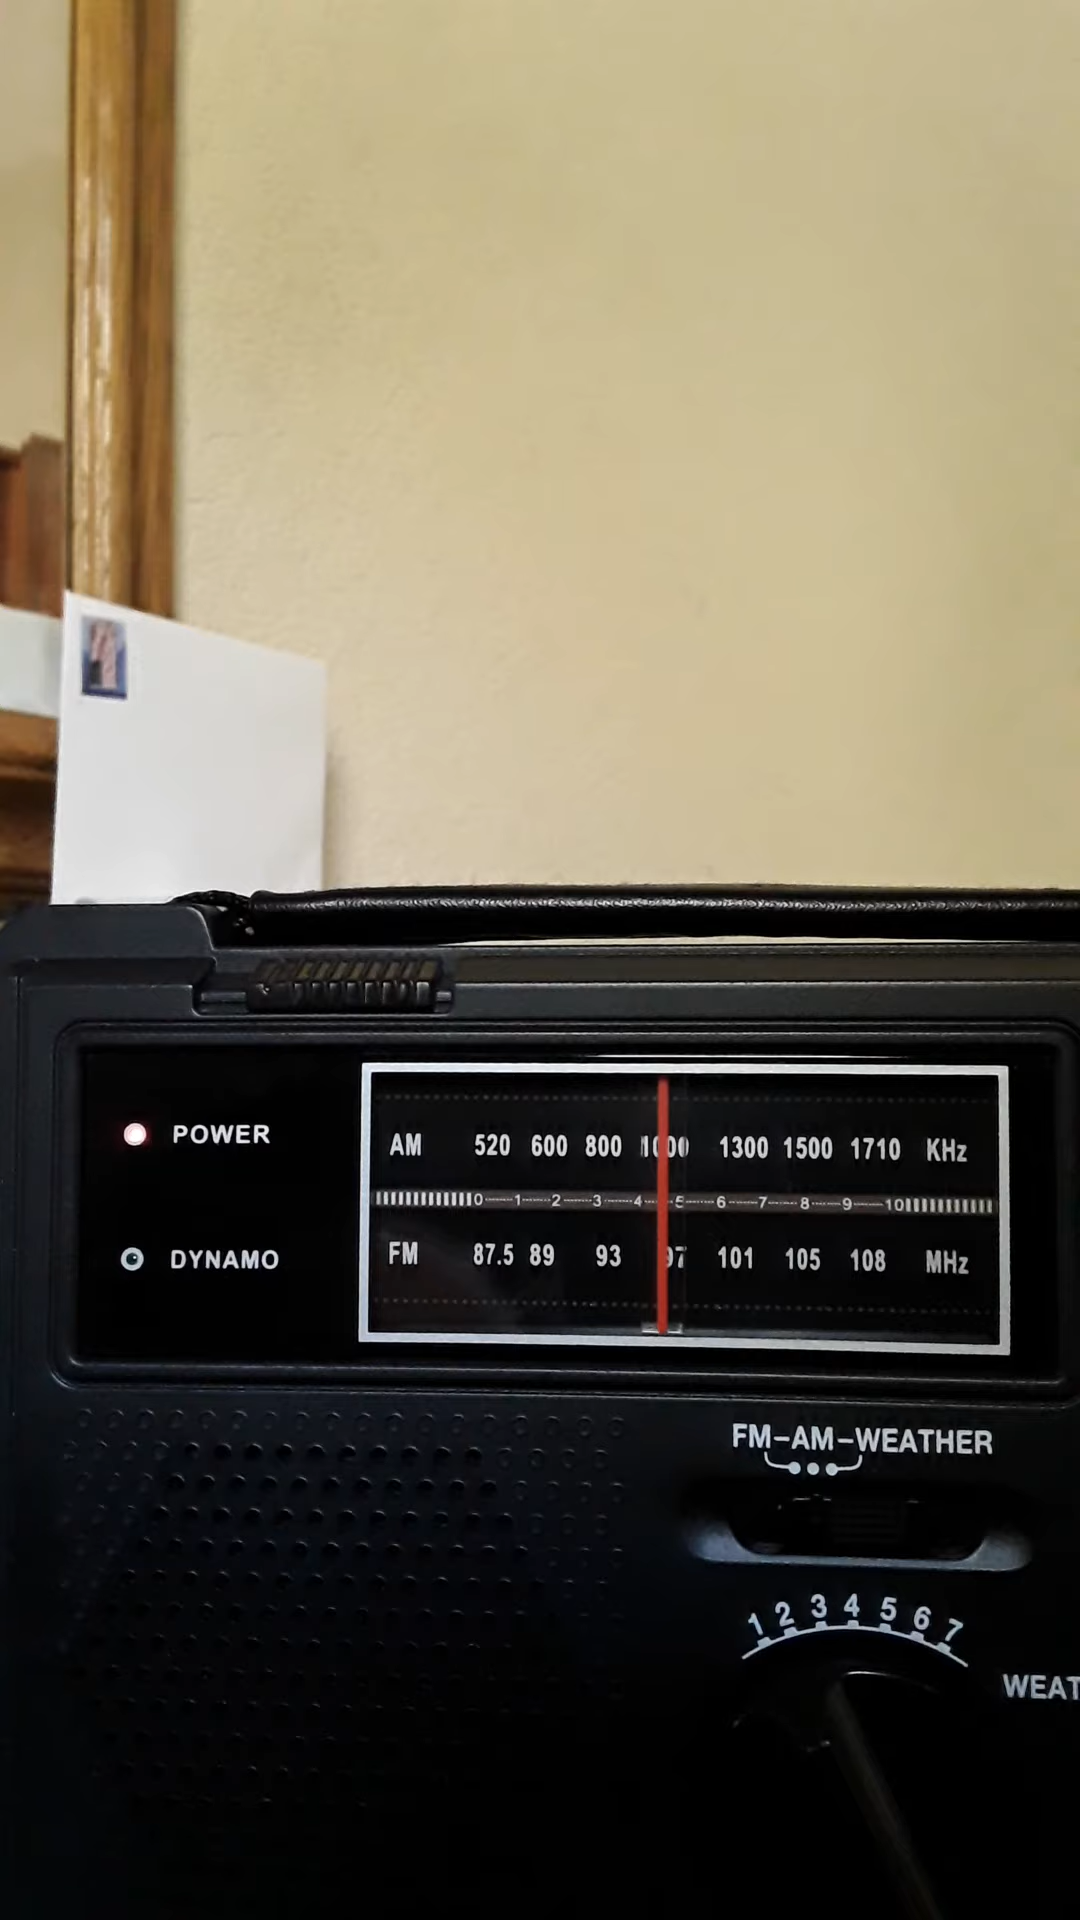 POWER
DYNAMO
AM 520 600 800 1000 1300 1500 1710 KHz
0 1 2 3 4 5 6 7 8 9 10
FM 87.5 89 93 97 101 105 108 MHz
FM-AM-WEATHER
1 2 3 4 5 6 7
WEAT